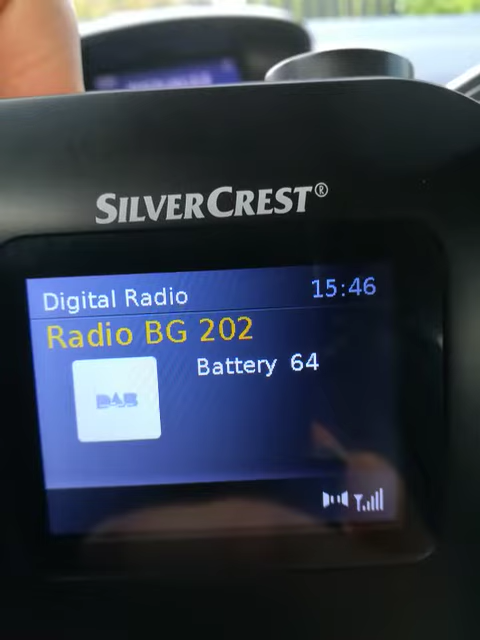 SILVERCREST®
Digital Radio 15:46
Radio BG 202
Battery 64
DAB